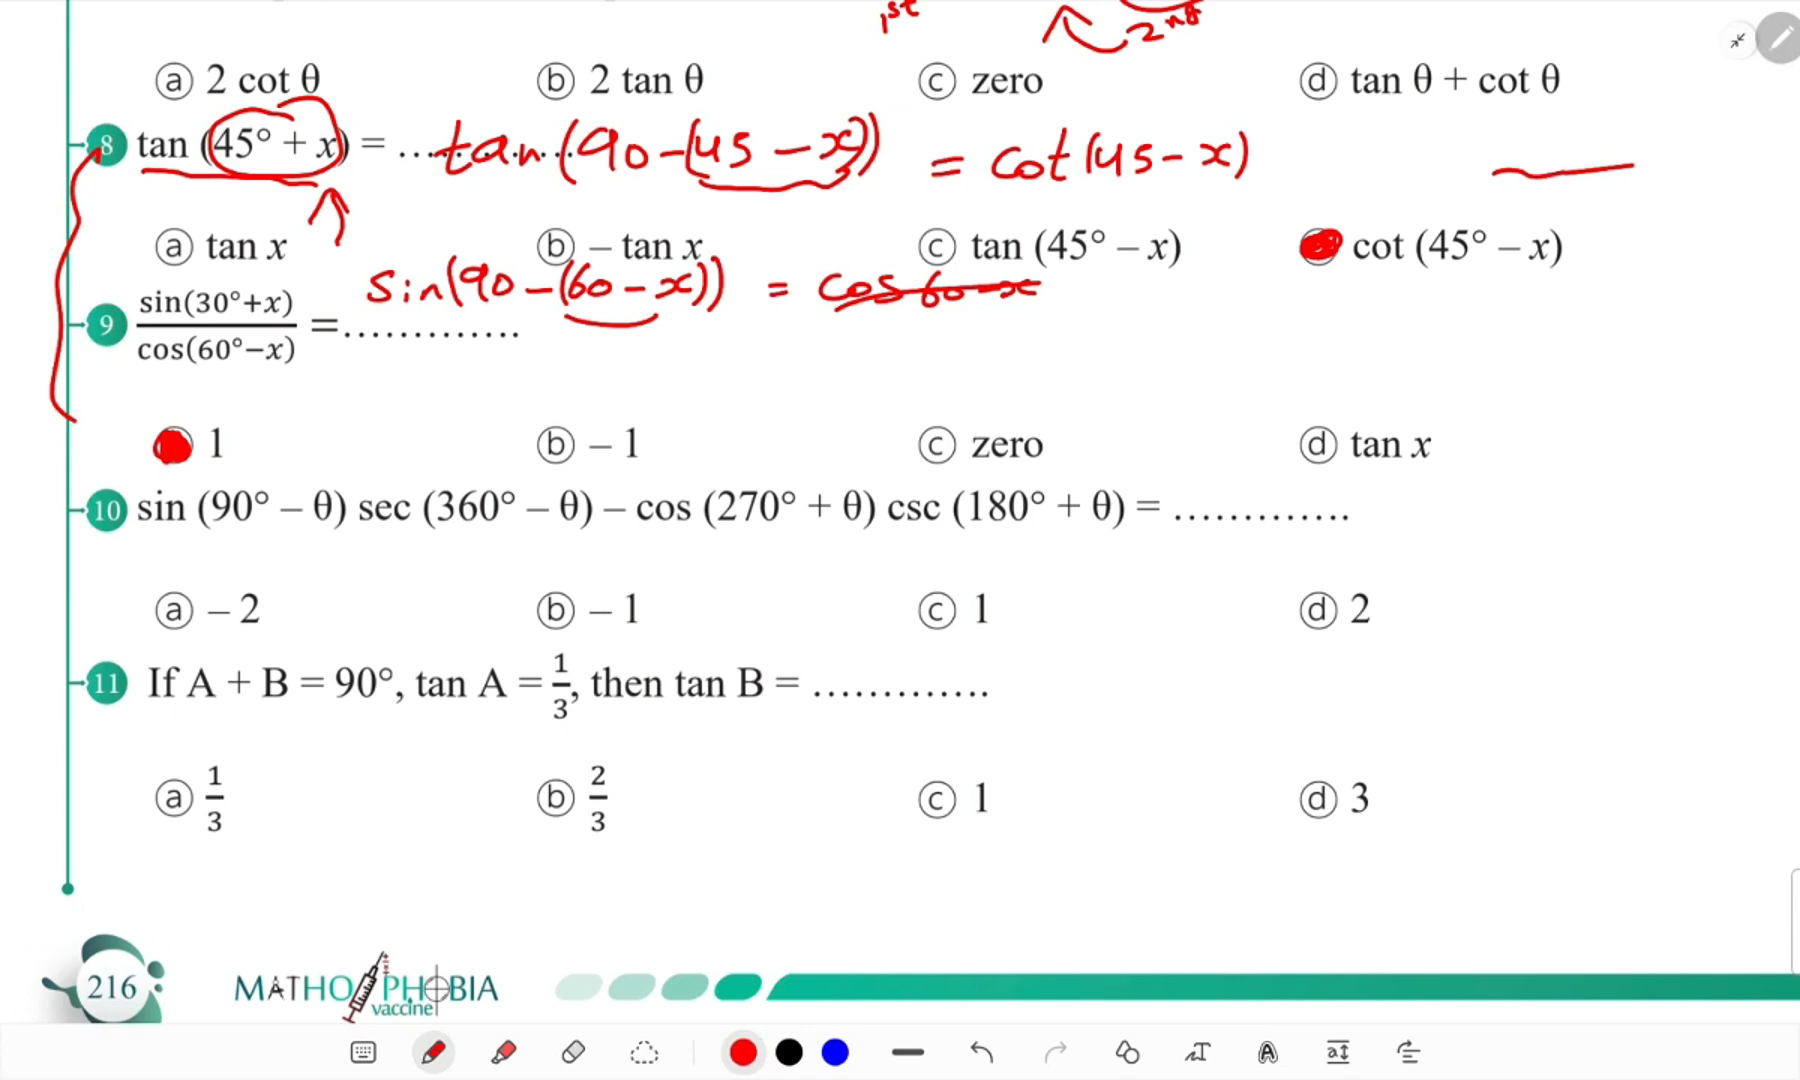 1st
2nd
ⓐ 2 cot θ ⓑ 2 tan θ ⓒ zero ⓓ tan θ + cot θ
8 tan (45° + x) = ............. tan(90-(45-x)) = cot(45-x)
ⓐ tan x ⓑ – tan x ⓒ tan (45° – x) cot (45° – x)
sin(90-(60-x)) = cos 60-x
9 sin(30°+x)/cos(60°−x) =.............
1 ⓑ – 1 ⓒ zero ⓓ tan x
10 sin (90° – θ) sec (360° – θ) – cos (270° + θ) csc (180° + θ) = .............
ⓐ – 2 ⓑ – 1 ⓒ 1 ⓓ 2
11 If A + B = 90°, tan A = 1/3, then tan B = .............
ⓐ 1/3 ⓑ 2/3 ⓒ 1 ⓓ 3
216 MATHOPHOBIA
vaccine